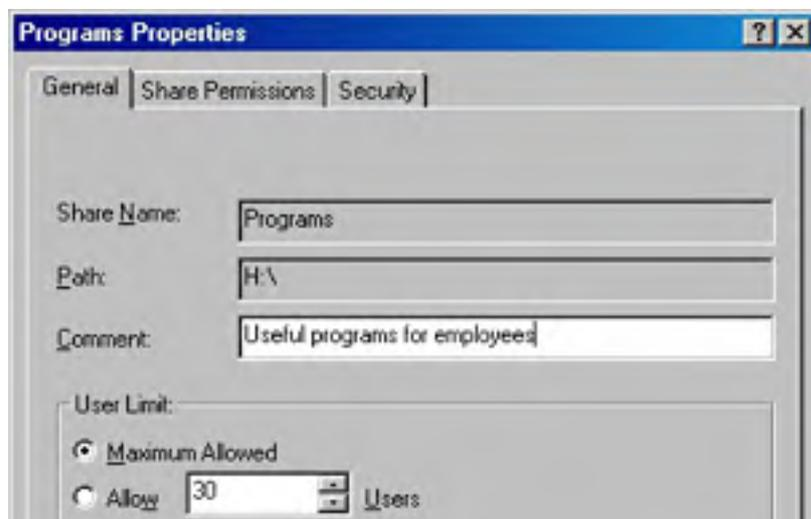 Programs Properties
General Share Permissions Security
Share Name: Programs
Path: H:\
Comment: Useful programs for employees
User Limit:
Maximum Allowed
Allow 30 Users